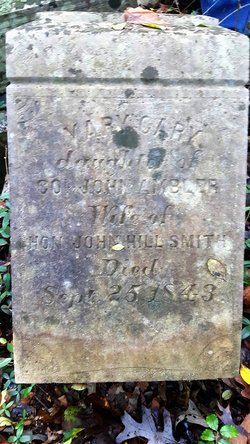 MARY CARY
daughter of
COL JOHN AMBLER
Wife of
HON JOHN HILL SMITH
Died
Sept. 25 1843